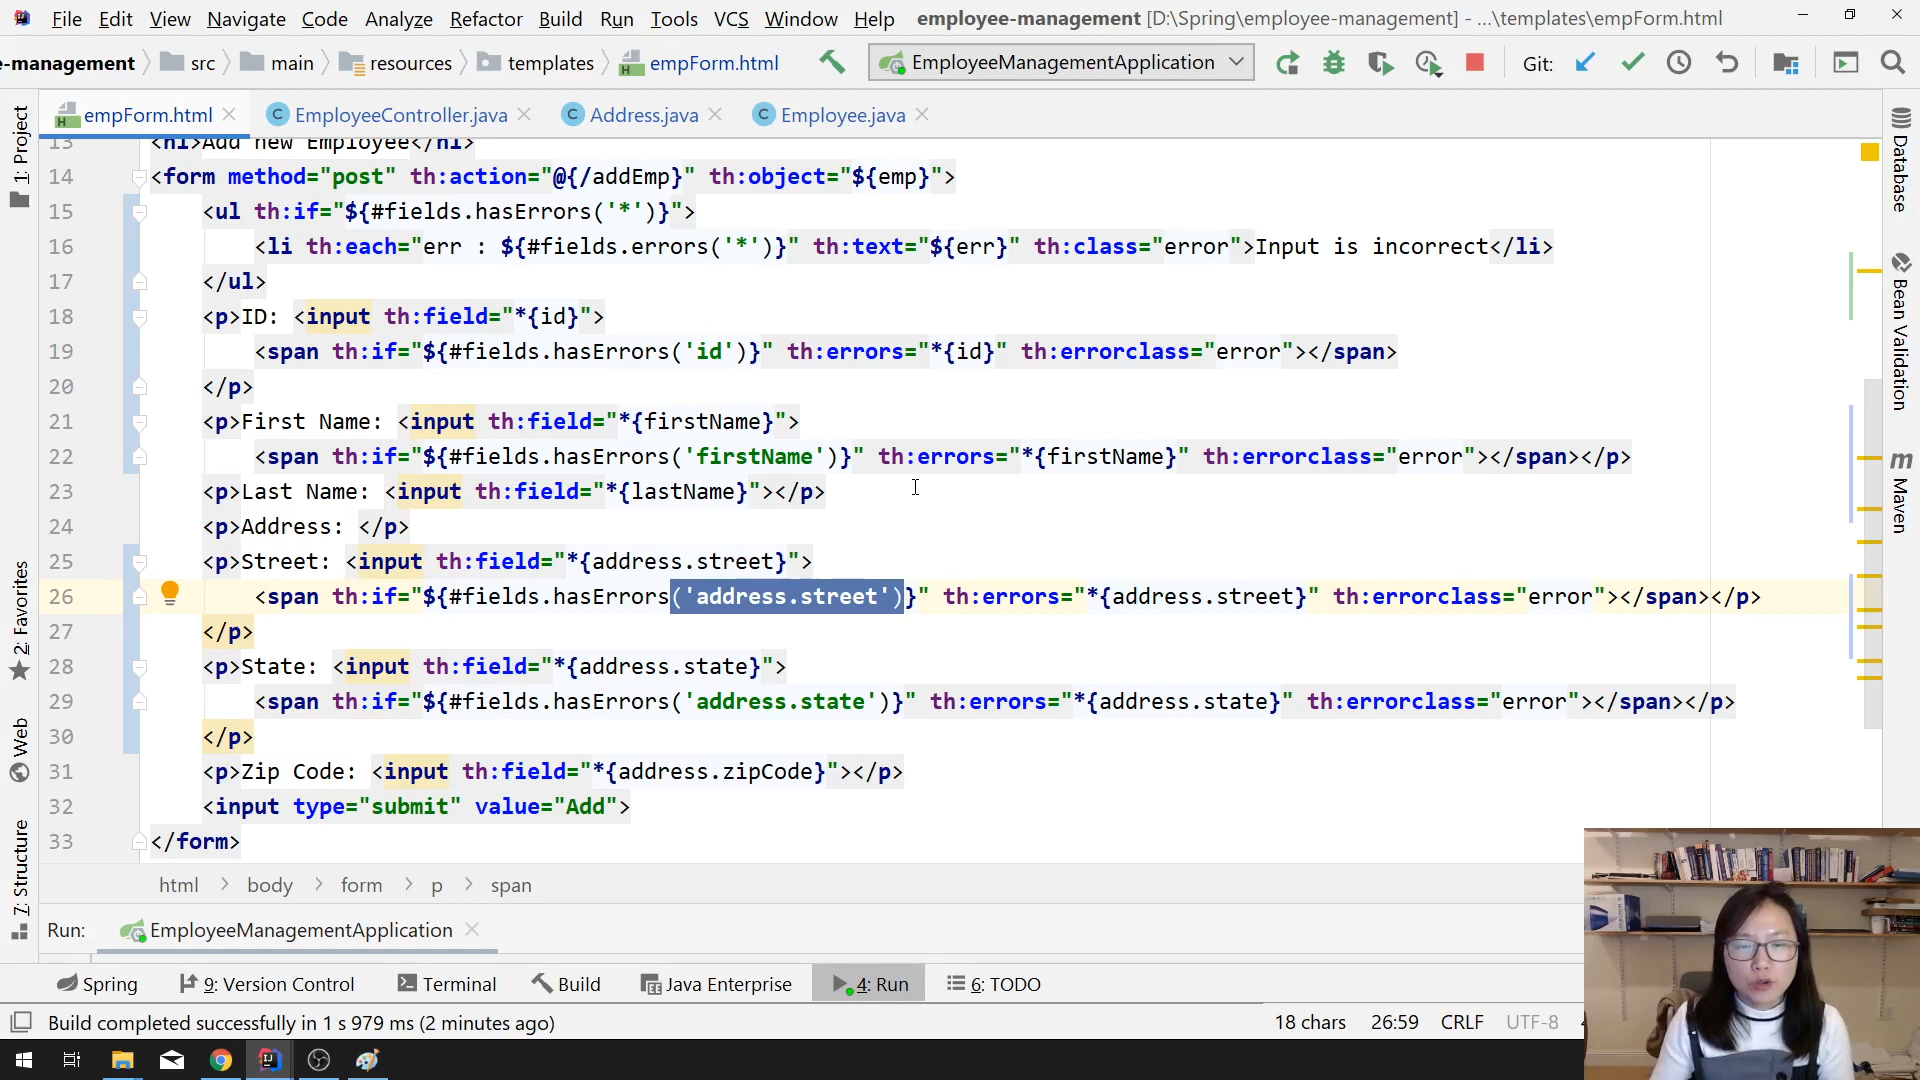 File Edit View Navigate Code Analyze Refactor Build Run Tools VCS Window Help employee-management [D:\Spring\employee-management] - ...\templates\empForm.html
e-management src main resources templates empForm.html EmployeeManagementApplication Git:
empForm.html EmployeeController.java Address.java Employee.java
13 <h1>Add new Employee</h1>
14 <form method="post" th:action="@{/addEmp}" th:object="${emp}">
15 <ul th:if="${#fields.hasErrors('*')}">
16 <li th:each="err : ${#fields.errors('*')}" th:text="${err}" th:class="error">Input is incorrect</li>
17 </ul>
18 <p>ID: <input th:field="*{id}">
19 <span th:if="${#fields.hasErrors('id')}" th:errors="*{id}" th:errorclass="error"></span>
20 </p>
21 <p>First Name: <input th:field="*{firstName}">
22 <span th:if="${#fields.hasErrors('firstName')}" th:errors="*{firstName}" th:errorclass="error"></span></p>
23 <p>Last Name: <input th:field="*{lastName}"></p>
24 <p>Address: </p>
25 <p>Street: <input th:field="*{address.street}">
26 <span th:if="${#fields.hasErrors('address.street')}" th:errors="*{address.street}" th:errorclass="error"></span></p>
27 </p>
28 <p>State: <input th:field="*{address.state}">
29 <span th:if="${#fields.hasErrors('address.state')}" th:errors="*{address.state}" th:errorclass="error"></span></p>
30 </p>
31 <p>Zip Code: <input th:field="*{address.zipCode}"></p>
32 <input type="submit" value="Add">
33 </form>
html body form p span
Run: EmployeeManagementApplication
Spring 9: Version Control Terminal Build Java Enterprise 4: Run 6: TODO
Build completed successfully in 1 s 979 ms (2 minutes ago) 18 chars 26:59 CRLF UTF-8
1: Project
2: Favorites
Web
7: Structure
Database
Bean Validation
Maven